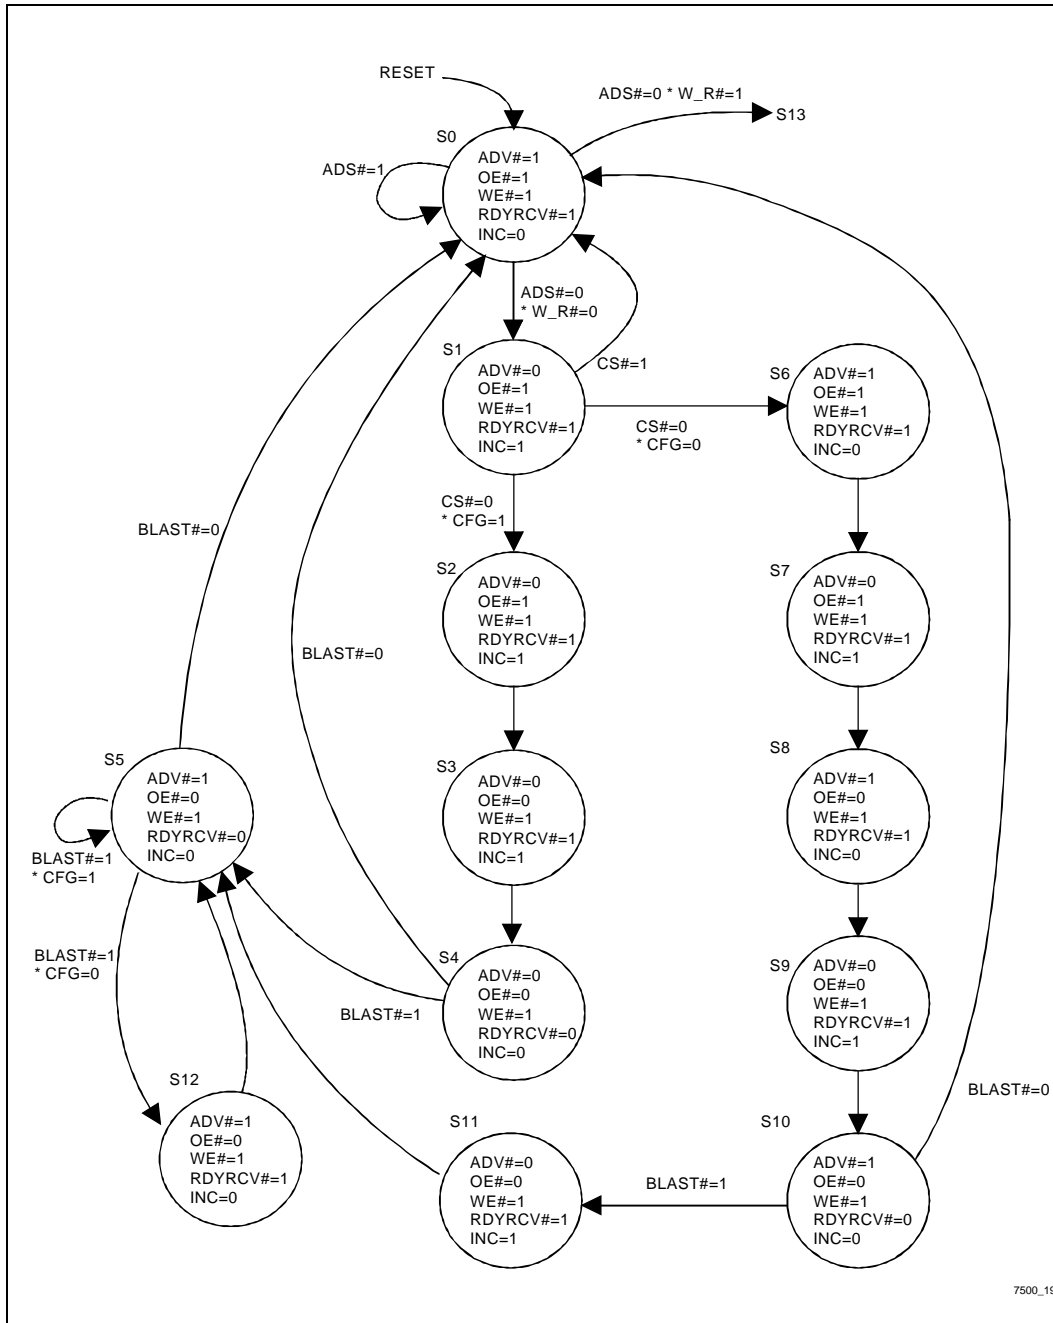 RESET
ADS#=0 * W_R#=1
S13
S0
ADS#=1
ADV#=1
OE#=1
WE#=1
RDYRCV#=1
INC=0
ADS#=0
* W_R#=0
S1
ADV#=0
OE#=1
WE#=1
RDYRCV#=1
INC=1
CS#=1
S6
ADV#=1
OE#=1
WE#=1
RDYRCV#=1
INC=0
CS#=0
* CFG=0
CS#=0
* CFG=1
BLAST#=0
S2
ADV#=0
OE#=1
WE#=1
RDYRCV#=1
INC=1
S7
ADV#=0
OE#=1
WE#=1
RDYRCV#=1
INC=1
BLAST#=0
S5
ADV#=1
OE#=0
WE#=1
RDYRCV#=0
INC=0
S3
ADV#=0
OE#=0
WE#=1
RDYRCV#=1
INC=1
S8
ADV#=1
OE#=0
WE#=1
RDYRCV#=1
INC=0
BLAST#=1
* CFG=1
BLAST#=1
* CFG=0
S4
ADV#=0
OE#=0
WE#=1
RDYRCV#=0
INC=0
BLAST#=1
S9
ADV#=0
OE#=0
WE#=1
RDYRCV#=1
INC=1
BLAST#=0
S12
ADV#=1
OE#=0
WE#=1
RDYRCV#=1
INC=0
S11
ADV#=0
OE#=0
WE#=1
RDYRCV#=1
INC=1
BLAST#=1
S10
ADV#=1
OE#=0
WE#=1
RDYRCV#=0
INC=0
7500_19